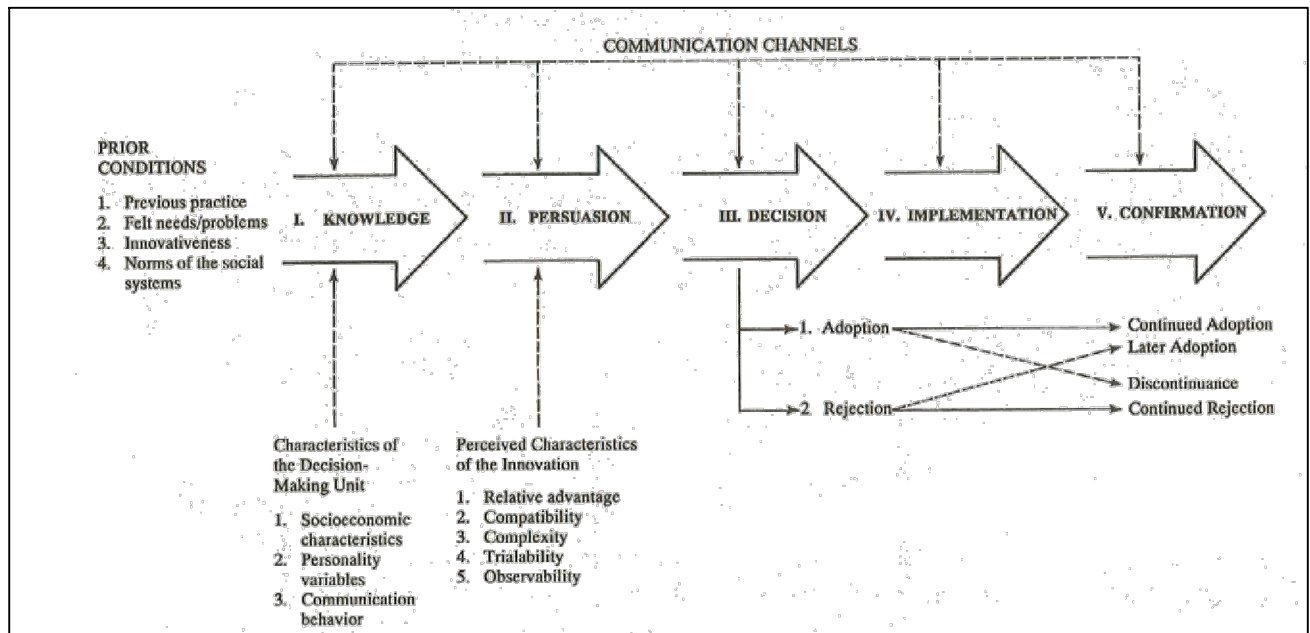 COMMUNICATION CHANNELS
PRIOR
CONDITIONS
1. Previous practice
2. Felt needs/problems
3. Innovativeness
4. Norms of the social
systems
I. KNOWLEDGE
II. PERSUASION
III. DECISION
IV. IMPLEMENTATION
V. CONFIRMATION
1. Adoption
2 Rejection
Continued Adoption
Later Adoption
Discontinuance
Continued Rejection
Characteristics of
the Decision-
Making Unit
1. Socioeconomic
characteristics
2. Personality
variables
3. Communication
behavior
Perceived Characteristics
of the Innovation
1. Relative advantage
2. Compatibility
3. Complexity
4. Trialability
5. Observability